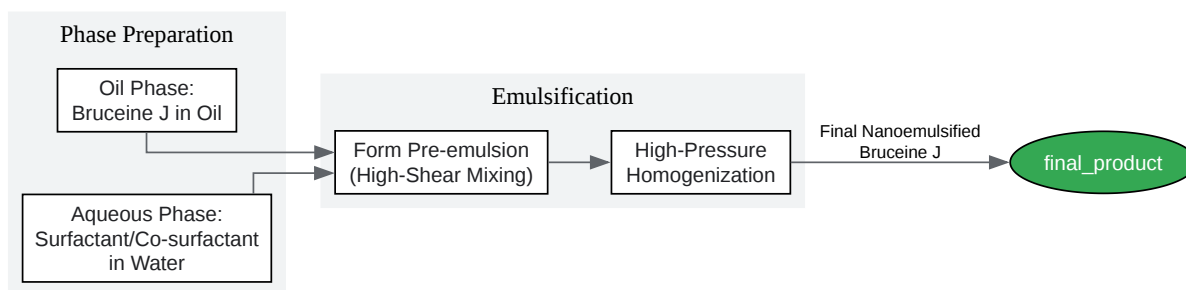 Phase Preparation
Oil Phase:
Bruceine J in Oil
Aqueous Phase:
Surfactant/Co-surfactant
in Water
Emulsification
Form Pre-emulsion
(High-Shear Mixing)
High-Pressure
Homogenization
Final Nanoemulsified
Bruceine J
final_product